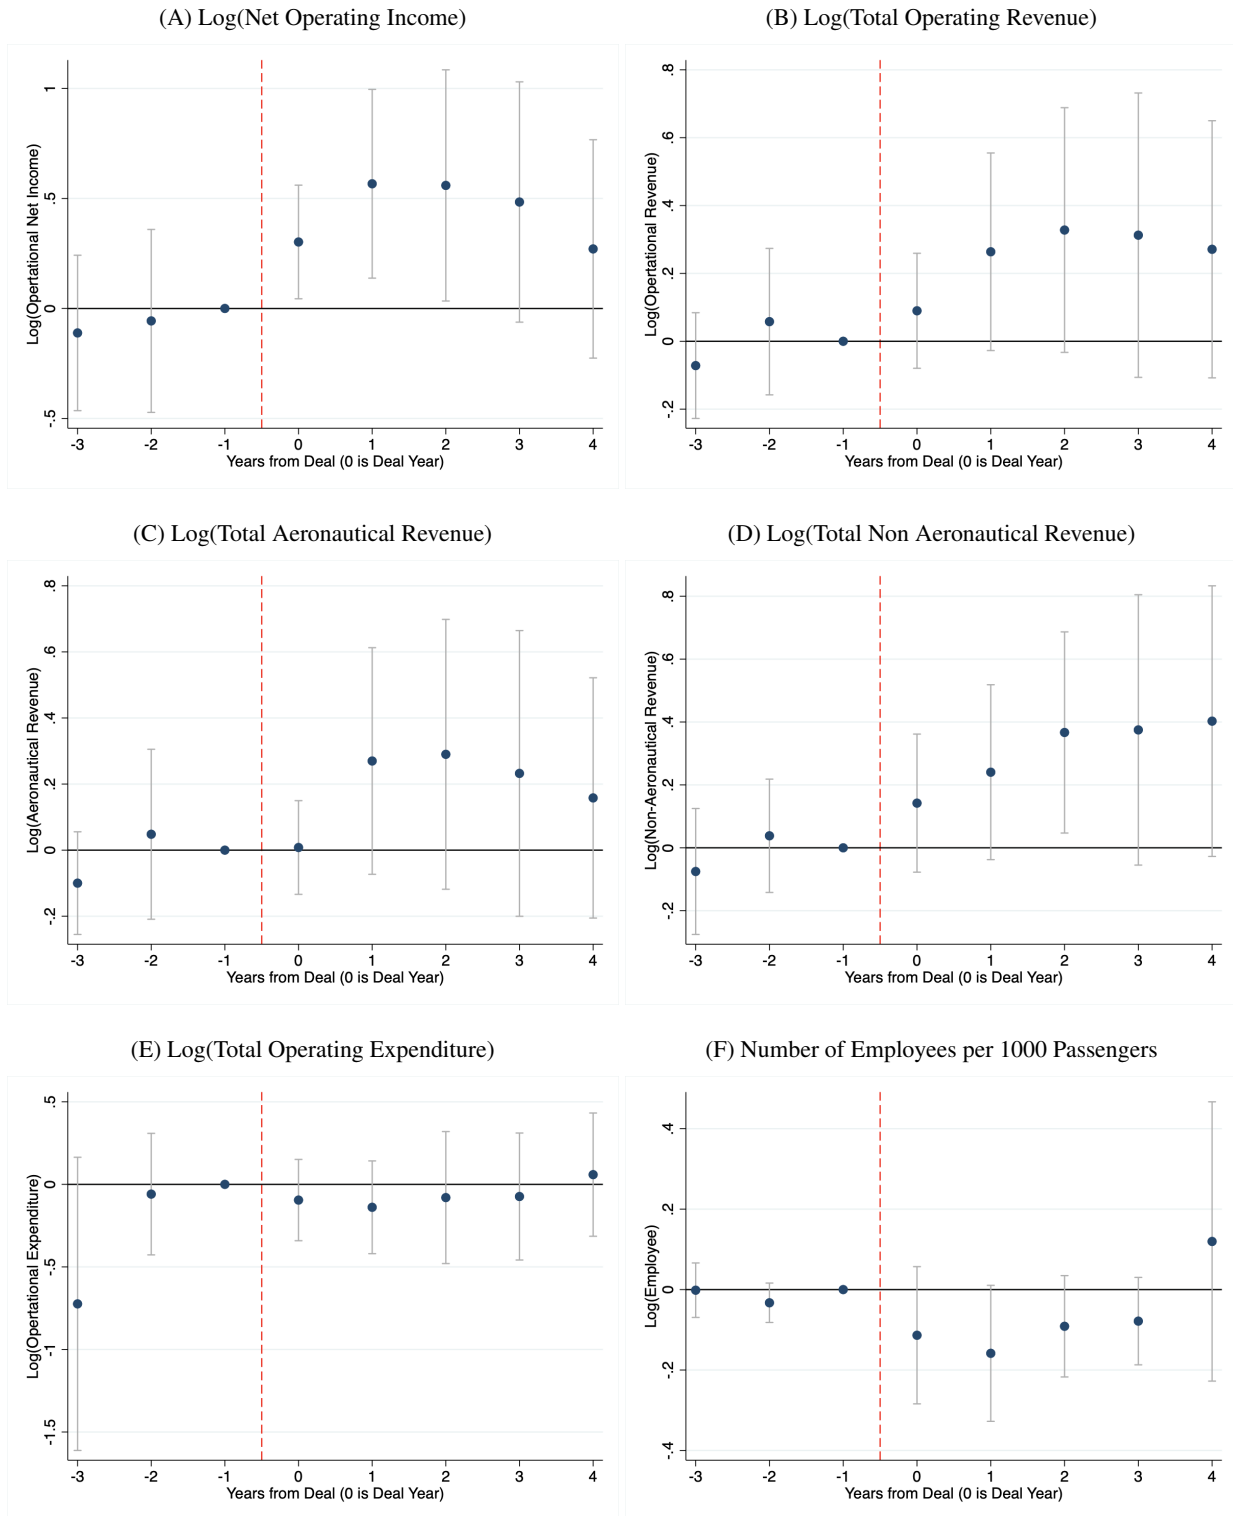 (A) Log(Net Operating Income)
(B) Log(Total Operating Revenue)
Log(Opertational Net Income)
1
.5
0
-.5
-3 -2 -1 0 1 2 3 4
Years from Deal (0 is Deal Year)
Log(Opertational Revenue)
.8
.6
.4
.2
0
-.2
-3 -2 -1 0 1 2 3 4
Years from Deal (0 is Deal Year)
(C) Log(Total Aeronautical Revenue)
(D) Log(Total Non Aeronautical Revenue)
Log(Aeronautical Revenue)
.8
.6
.4
.2
0
-.2
-3 -2 -1 0 1 2 3 4
Years from Deal (0 is Deal Year)
Log(Non-Aeronautical Revenue)
.8
.6
.4
.2
0
-.2
-3 -2 -1 0 1 2 3 4
Years from Deal (0 is Deal Year)
(E) Log(Total Operating Expenditure)
(F) Number of Employees per 1000 Passengers
Log(Opertational Expenditure)
.5
0
-.5
-1
-1.5
-3 -2 -1 0 1 2 3 4
Years from Deal (0 is Deal Year)
Log(Employee)
.4
.2
0
-.2
-.4
-3 -2 -1 0 1 2 3 4
Years from Deal (0 is Deal Year)